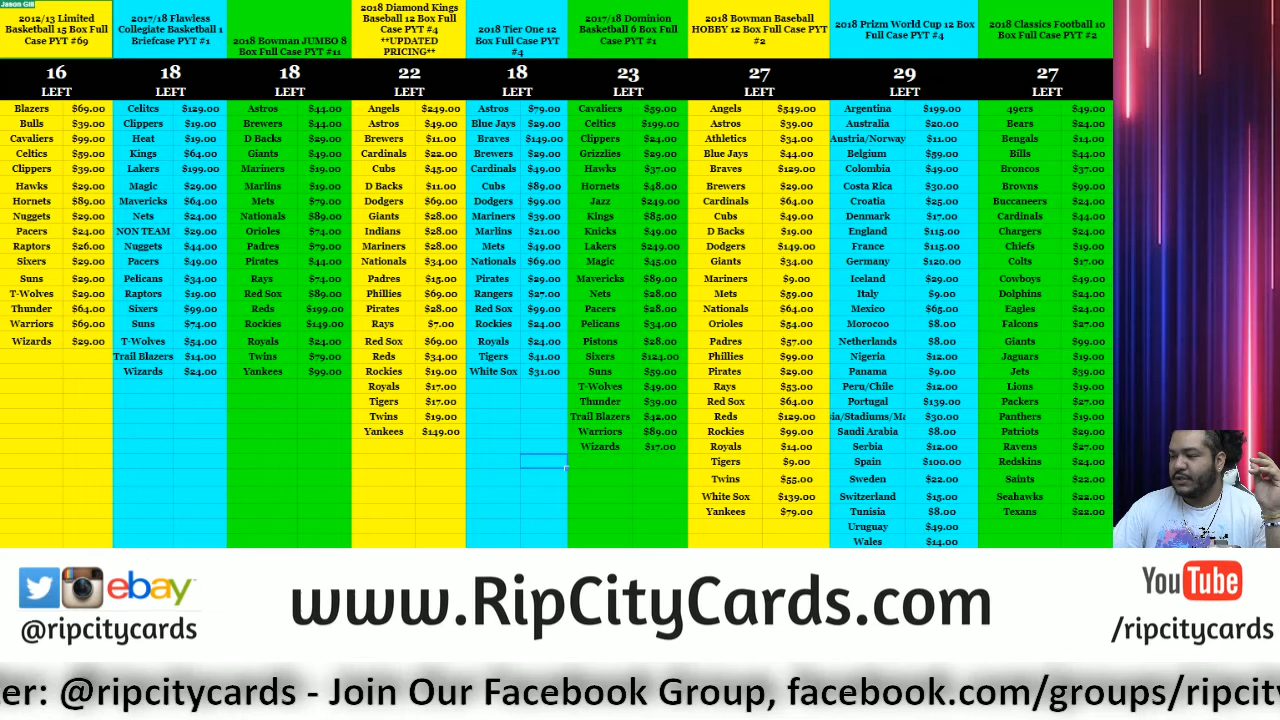 Jason Gill
2012/13 Limited
Basketball 15 Box Full
Case PYT #69
16
LEFT
Blazers $69.00
Bulls $39.00
Cavaliers $99.00
Celtics $59.00
Clippers $39.00
Hawks $29.00
Hornets $89.00
Nuggets $29.00
Pacers $24.00
Raptors $26.00
Sixers $29.00
Suns $29.00
T-Wolves $29.00
Thunder $64.00
Warriors $69.00
Wizards $29.00
2017/18 Flawless
Collegiate Basketball 1
Briefcase PYT #1
18
LEFT
Celitcs $129.00
Clippers $19.00
Heat $19.00
Kings $64.00
Lakers $199.00
Magic $29.00
Mavericks $64.00
Nets $24.00
NON TEAM $29.00
Nuggets $44.00
Pacers $49.00
Pelicans $34.00
Raptors $19.00
Sixers $99.00
Suns $74.00
T-Wolves $54.00
Trail Blazers $14.00
Wizards $24.00
2018 Bowman JUMBO 8
Box Full Case PYT #11
18
LEFT
Astros $44.00
Brewers $44.00
D Backs $29.00
Giants $49.00
Mariners $19.00
Marlins $19.00
Mets $79.00
Nationals $89.00
Orioles $74.00
Padres $79.00
Pirates $44.00
Rays $74.00
Red Sox $89.00
Reds $199.00
Rockies $149.00
Royals $24.00
Twins $79.00
Yankees $99.00
2018 Diamond Kings
Baseball 12 Box Full
Case PYT #4
**UPDATED
PRICING**
22
LEFT
Angels $249.00
Astros $49.00
Brewers $11.00
Cardinals $22.00
Cubs $45.00
D Backs $11.00
Dodgers $69.00
Giants $28.00
Indians $28.00
Mariners $28.00
Nationals $34.00
Padres $15.00
Phillies $69.00
Pirates $28.00
Rays $7.00
Red Sox $69.00
Reds $34.00
Rockies $19.00
Royals $17.00
Tigers $17.00
Twins $19.00
Yankees $149.00
2018 Tier One 12
Box Full Case PYT
#4
18
LEFT
Astros $79.00
Blue Jays $29.00
Braves $149.00
Brewers $29.00
Cardinals $49.00
Cubs $89.00
Dodgers $99.00
Mariners $39.00
Marlins $21.00
Mets $49.00
Nationals $69.00
Pirates $29.00
Rangers $27.00
Red Sox $99.00
Rockies $24.00
Royals $24.00
Tigers $41.00
White Sox $31.00
2017/18 Dominion
Basketball 6 Box Full
Case PYT #1
23
LEFT
Cavaliers $59.00
Celtics $199.00
Clippers $24.00
Grizzlies $29.00
Hawks $37.00
Hornets $48.00
Jazz $249.00
Kings $85.00
Knicks $49.00
Lakers $249.00
Magic $45.00
Mavericks $89.00
Nets $28.00
Pacers $28.00
Pelicans $34.00
Pistons $28.00
Sixers $124.00
Suns $59.00
T-Wolves $49.00
Thunder $39.00
Trail Blazers $42.00
Warriors $89.00
Wizards $17.00
2018 Bowman Baseball
HOBBY 12 Box Full Case PYT
#2
27
LEFT
Angels $549.00
Astros $39.00
Athletics $34.00
Blue Jays $44.00
Braves $129.00
Brewers $29.00
Cardinals $64.00
Cubs $49.00
D Backs $19.00
Dodgers $149.00
Giants $34.00
Mariners $9.00
Mets $59.00
Nationals $64.00
Orioles $54.00
Padres $57.00
Phillies $99.00
Pirates $29.00
Rays $53.00
Red Sox $64.00
Reds $129.00
Rockies $99.00
Royals $14.00
Tigers $9.00
Twins $55.00
White Sox $139.00
Yankees $79.00
2018 Prizm World Cup 12 Box
Full Case PYT #4
29
LEFT
Argentina $199.00
Australia $20.00
Austria/Norway $11.00
Belgium $59.00
Colombia $49.00
Costa Rica $30.00
Croatia $25.00
Denmark $17.00
England $115.00
France $115.00
Germany $120.00
Iceland $29.00
Italy $9.00
Mexico $65.00
Morocoo $8.00
Netherlands $8.00
Nigeria $12.00
Panama $9.00
Peru/Chile $12.00
Portugal $139.00
sia/Stadiums/Ma $30.00
Saudi Arabia $8.00
Serbia $12.00
Spain $100.00
Sweden $22.00
Switzerland $15.00
Tunisia $8.00
Uruguay $49.00
Wales $14.00
2018 Classics Football 10
Box Full Case PYT #2
27
LEFT
49ers $49.00
Bears $24.00
Bengals $14.00
Bills $44.00
Broncos $37.00
Browns $99.00
Buccaneers $24.00
Cardinals $44.00
Chargers $24.00
Chiefs $19.00
Colts $17.00
Cowboys $49.00
Dolphins $24.00
Eagles $24.00
Falcons $27.00
Giants $99.00
Jaguars $19.00
Jets $39.00
Lions $19.00
Packers $27.00
Panthers $19.00
Patriots $29.00
Ravens $27.00
Redskins $24.00
Saints $22.00
Seahawks $22.00
Texans $22.00
ebay
@ripcitycards
www.RipCityCards.com
YouTube
/ripcitycards
er: @ripcitycards - Join Our Facebook Group, facebook.com/groups/ripcity